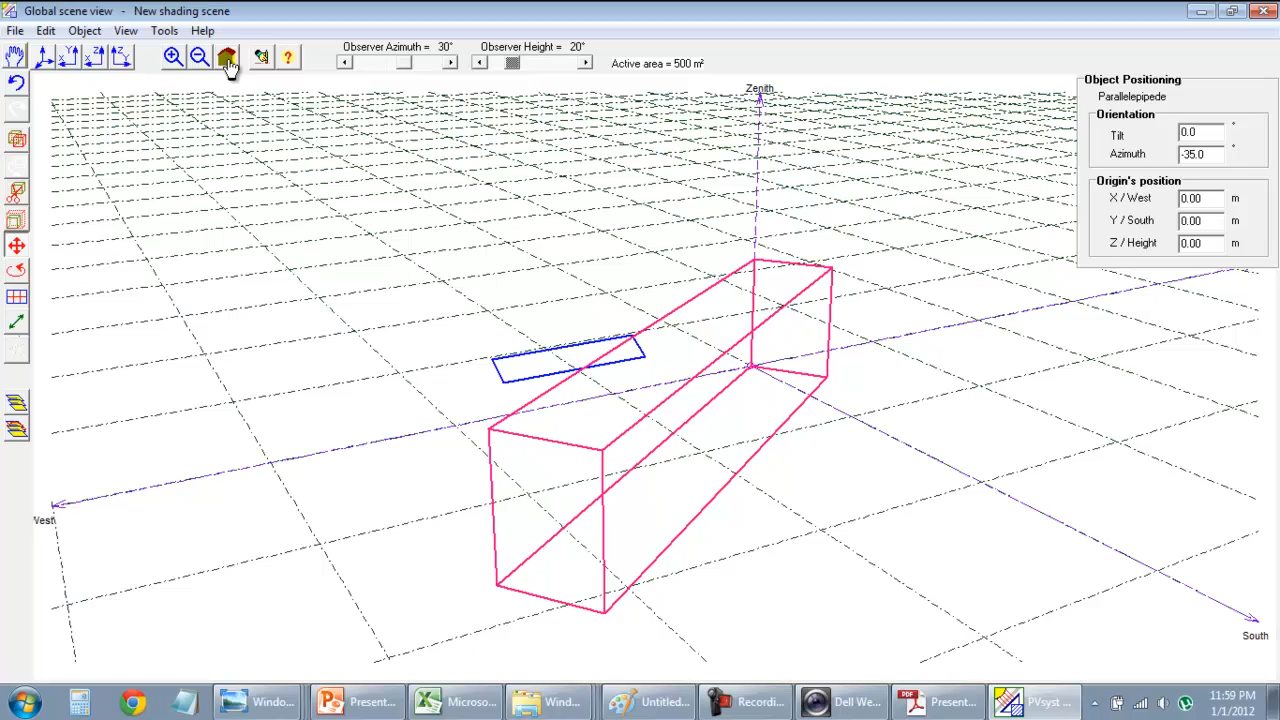 Global scene view - New shading scene
File Edit Object View Tools Help
Observer Azimuth = 30° Observer Height = 20°
Active area = 500 m²
Zenith
Object Positioning
Parallelepipede
Orientation
Tilt 0.0 °
Azimuth -35.0 °
Origin's position
X / West 0.00 m
Y / South 0.00 m
Z / Height 0.00 m
West
South
Windo... Present... Microso... Wind... Untitled... Recordi... Dell We... Present... PVsyst ...
11:59 PM
1/1/2012